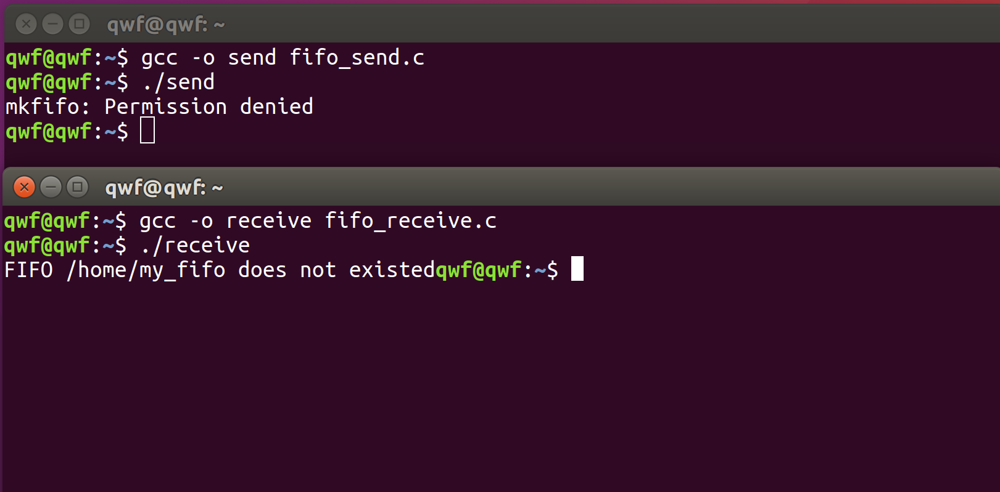 qwf@qwf: ~
qwf@qwf:~$ gcc -o send fifo_send.c
qwf@qwf:~$ ./send
mkfifo: Permission denied
qwf@qwf:~$
qwf@qwf: ~
qwf@qwf:~$ gcc -o receive fifo_receive.c
qwf@qwf:~$ ./receive
FIFO /home/my_fifo does not existedqwf@qwf:~$